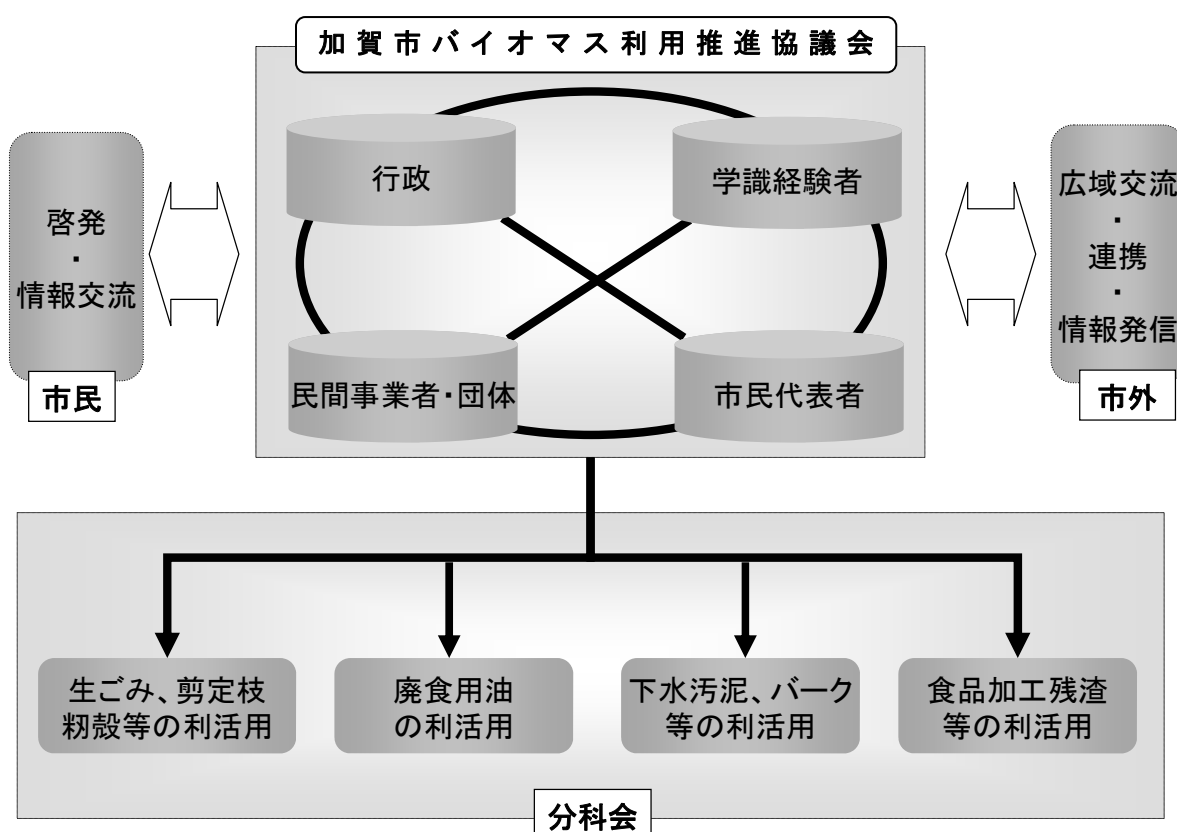 加賀市バイオマス利用推進協議会
行政
学識経験者
民間事業者・団体
市民代表者
啓発
・
情報交流
市民
広域交流
・
連携
・
情報発信
市外
生ごみ、剪定枝
籾殻等の利活用
廃食用油
の利活用
下水汚泥、バーク
等の利活用
食品加工残渣
等の利活用
分科会